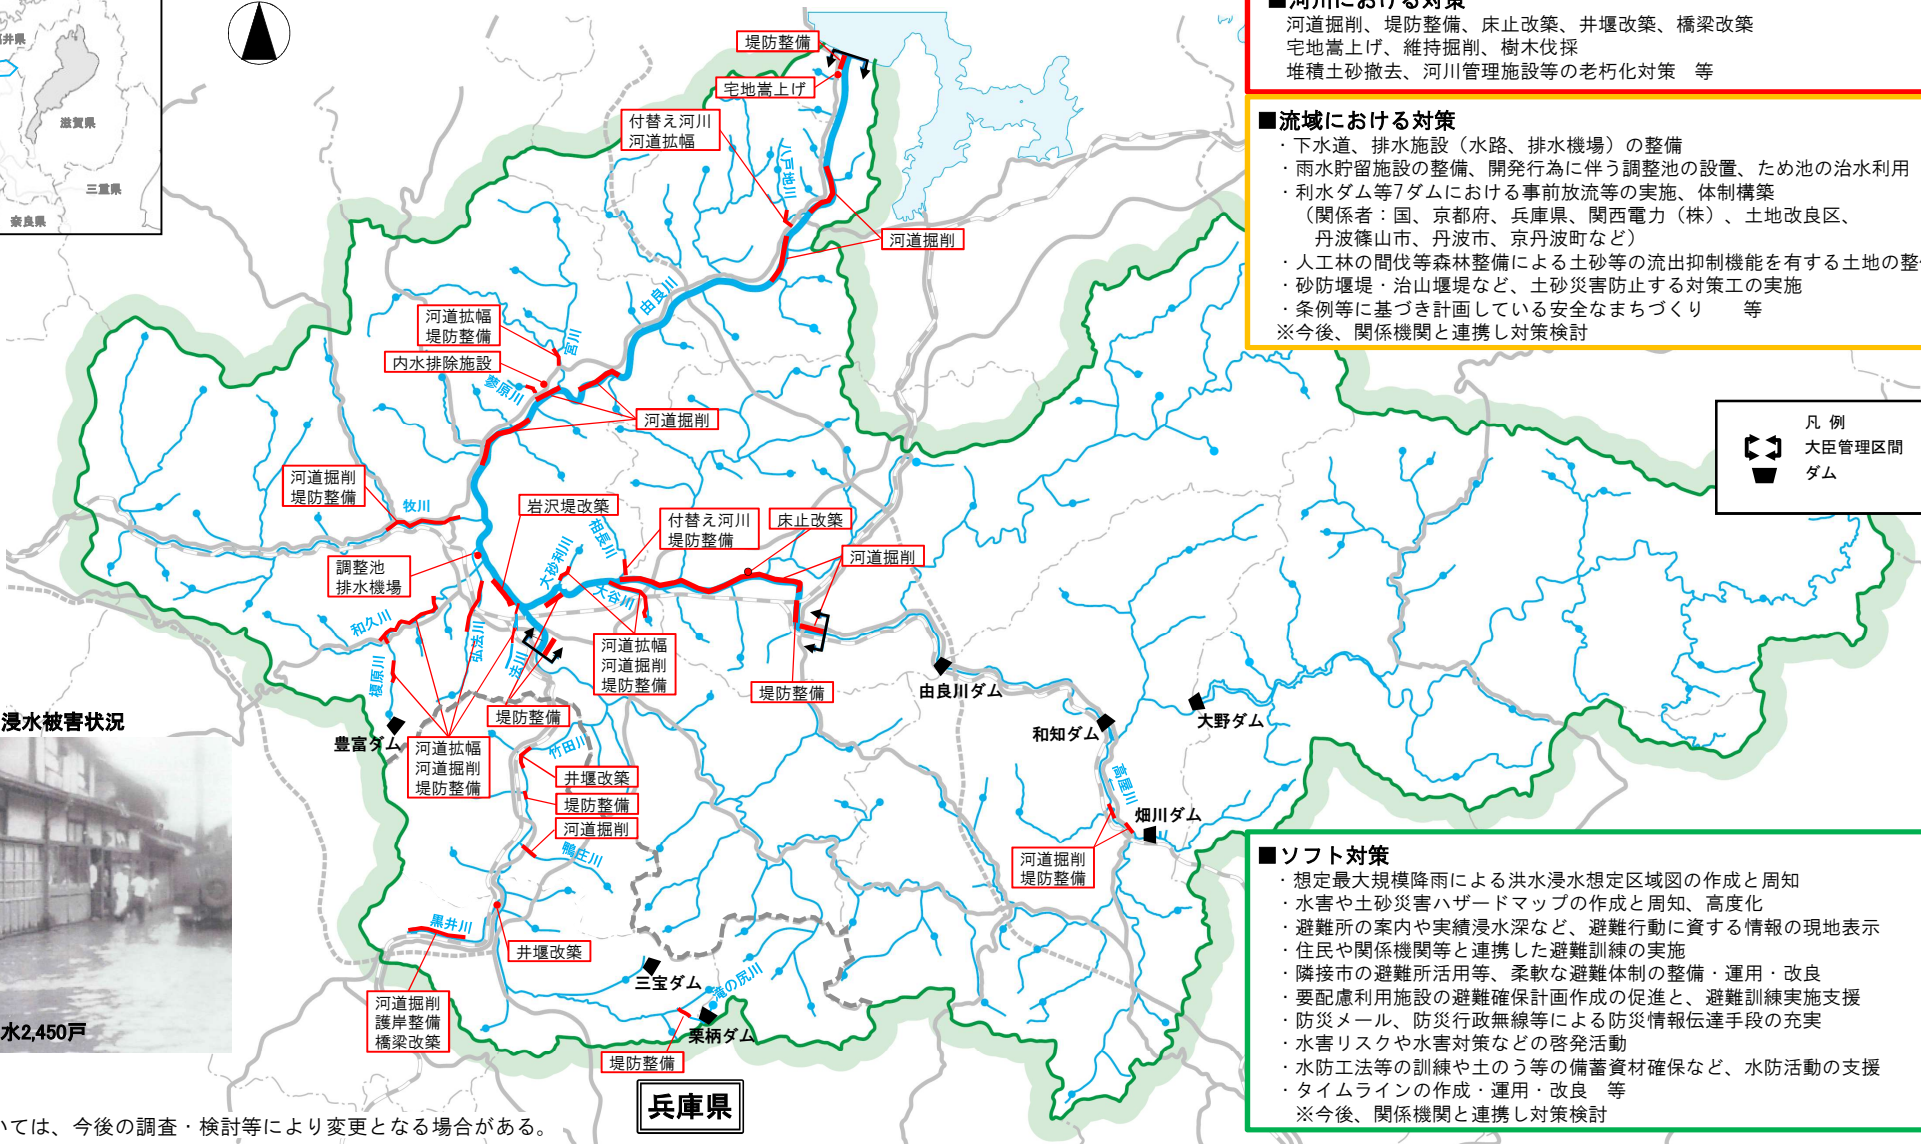 井県
滋賀県
三重県
奈良県
■河川における対策
河道掘削、堤防整備、床止改築、井堰改築、橋梁改築
宅地嵩上げ、維持掘削、樹木伐採
堆積土砂撤去、河川管理施設等の老朽化対策　等
■流域における対策
・下水道、排水施設（水路、排水機場）の整備
・雨水貯留施設の整備、開発行為に伴う調整池の設置、ため池の治水利用
・利水ダム等7ダムにおける事前放流等の実施、体制構築
（関係者：国、京都府、兵庫県、関西電力（株）、土地改良区、
丹波篠山市、丹波市、京丹波町など）
・人工林の間伐等森林整備による土砂等の流出抑制機能を有する土地の整
・砂防堰堤・治山堰堤など、土砂災害防止する対策工の実施
・条例等に基づき計画している安全なまちづくり　　等
※今後、関係機関と連携し対策検討
凡 例
大臣管理区間
ダム
堤防整備
宅地嵩上げ
付替え河川
河道拡幅
八戸地川
河道掘削
由良川
河道拡幅
堤防整備
宮川
内水排除施設
蓼原川
河道掘削
河道掘削
堤防整備
牧川
岩沢堤改築
相長川
付替え河川
堤防整備
床止改築
河道掘削
大砂利川
調整池
排水機場
大谷川
和久川
弘法川
法川
榎原川
河道拡幅
河道掘削
堤防整備
堤防整備
堤防整備
由良川ダム
大野ダム
和知ダム
豊富ダム
河道拡幅
河道掘削
堤防整備
竹田川
井堰改築
堤防整備
河道掘削
鴨庄川
高屋川
畑川ダム
河道掘削
堤防整備
黒井川
井堰改築
三宝ダム
滝の尻川
栗柄ダム
河道掘削
護岸整備
橋梁改築
堤防整備
兵庫県
浸水被害状況
水2,450戸
■ソフト対策
・想定最大規模降雨による洪水浸水想定区域図の作成と周知
・水害や土砂災害ハザードマップの作成と周知、高度化
・避難所の案内や実績浸水深など、避難行動に資する情報の現地表示
・住民や関係機関等と連携した避難訓練の実施
・隣接市の避難所活用等、柔軟な避難体制の整備・運用・改良
・要配慮利用施設の避難確保計画作成の促進と、避難訓練実施支援
・防災メール、防災行政無線等による防災情報伝達手段の充実
・水害リスクや水害対策などの啓発活動
・水防工法等の訓練や土のう等の備蓄資材確保など、水防活動の支援
・タイムラインの作成・運用・改良　等
※今後、関係機関と連携し対策検討
いては、今後の調査・検討等により変更となる場合がある。